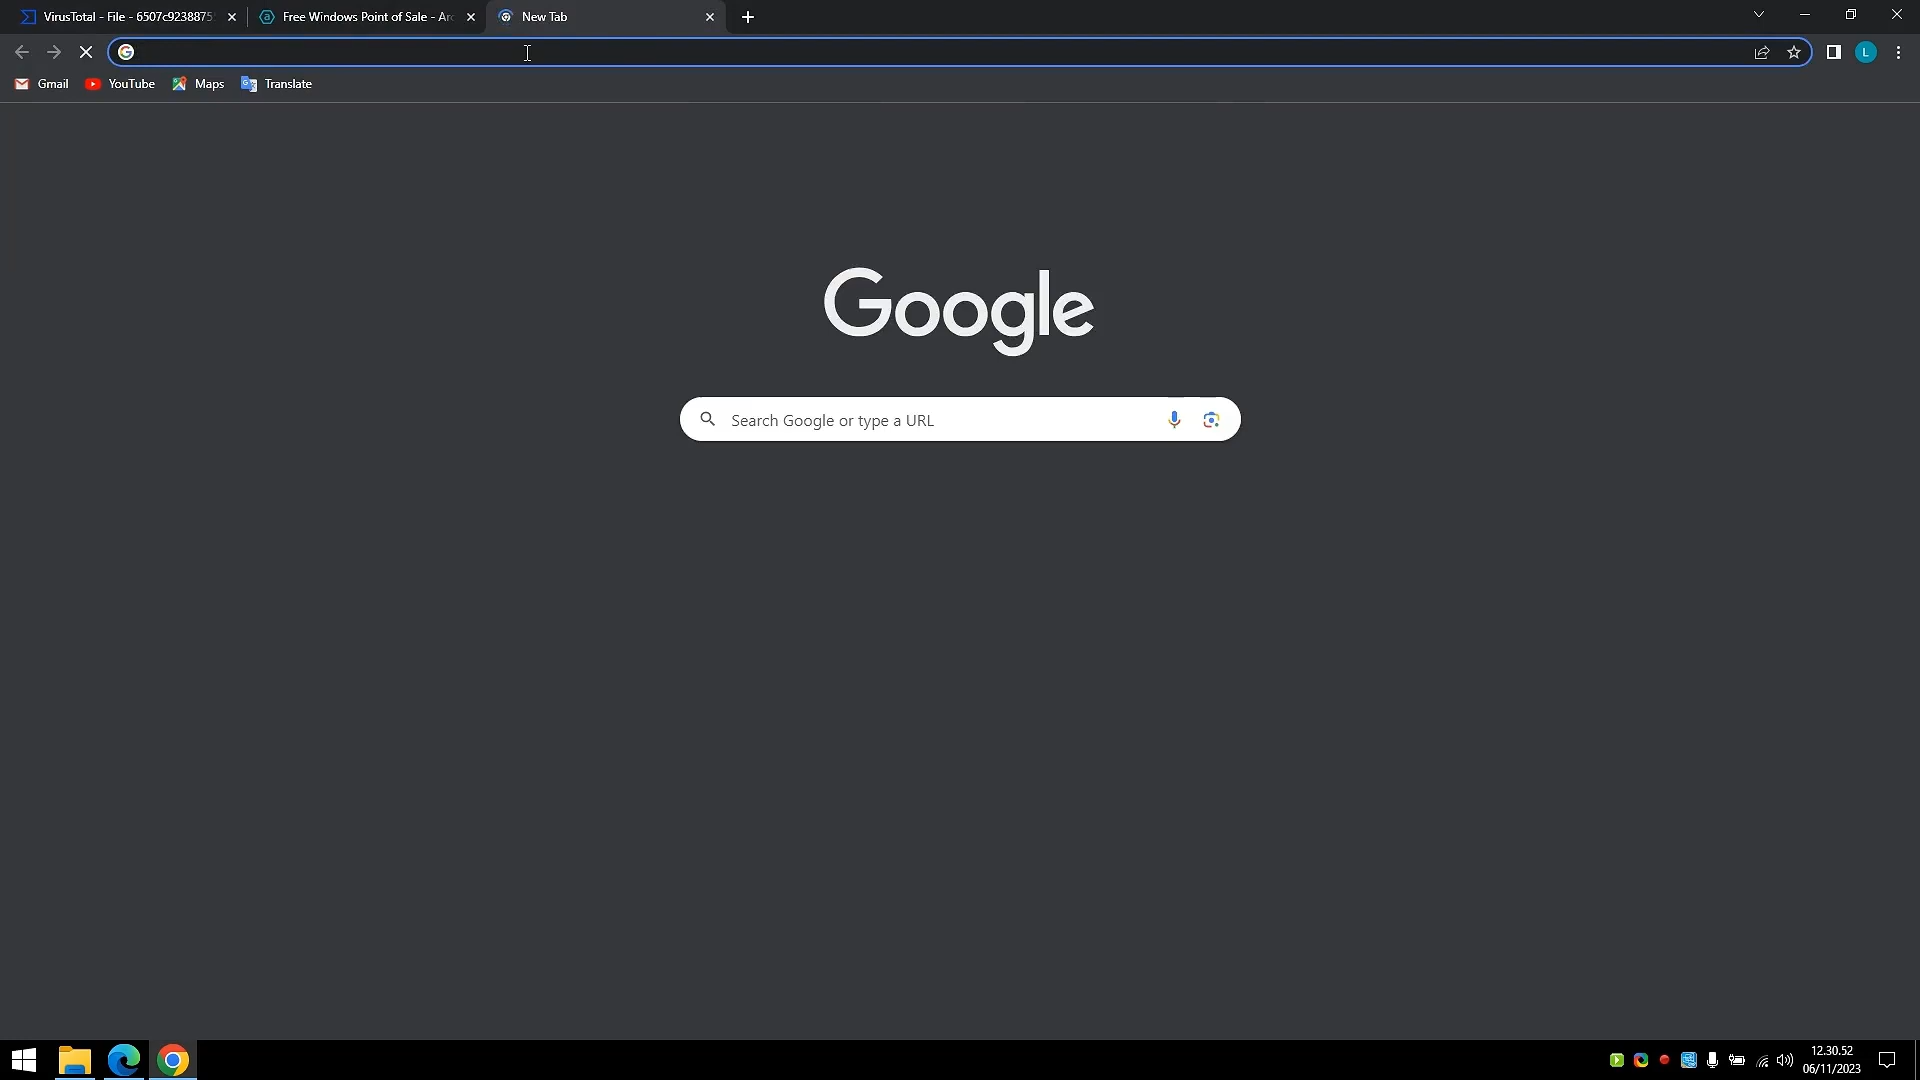 VirusTotal - File - 6507c9238875
Free Windows Point of Sale - Arc
New Tab
L
Gmail
YouTube
Maps
Translate
Google
Search Google or type a URL
12.30.52
06/11/2023